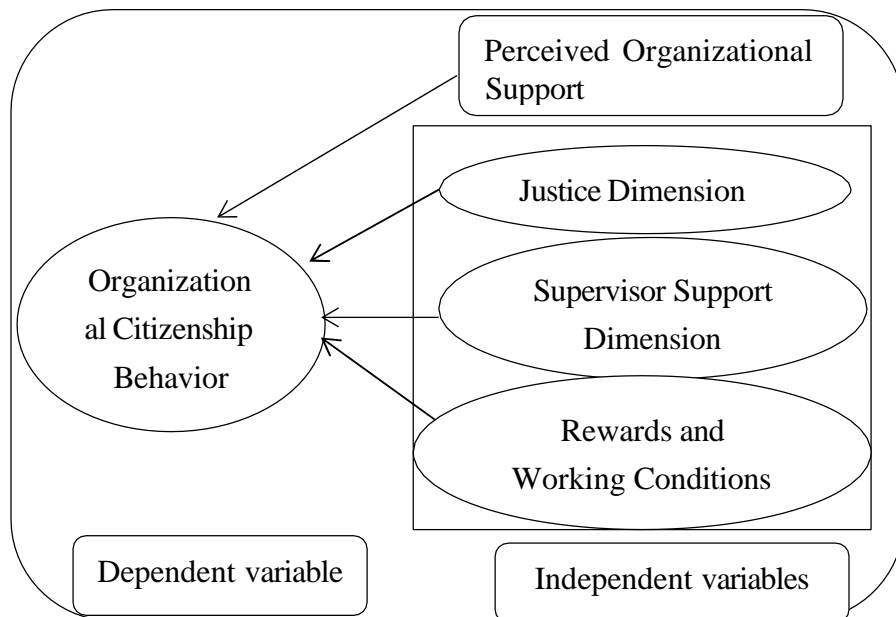 Perceived Organizational
Support
Justice Dimension
Organization
al Citizenship
Behavior
Supervisor Support
Dimension
Rewards and
Working Conditions
Dependent variable
Independent variables